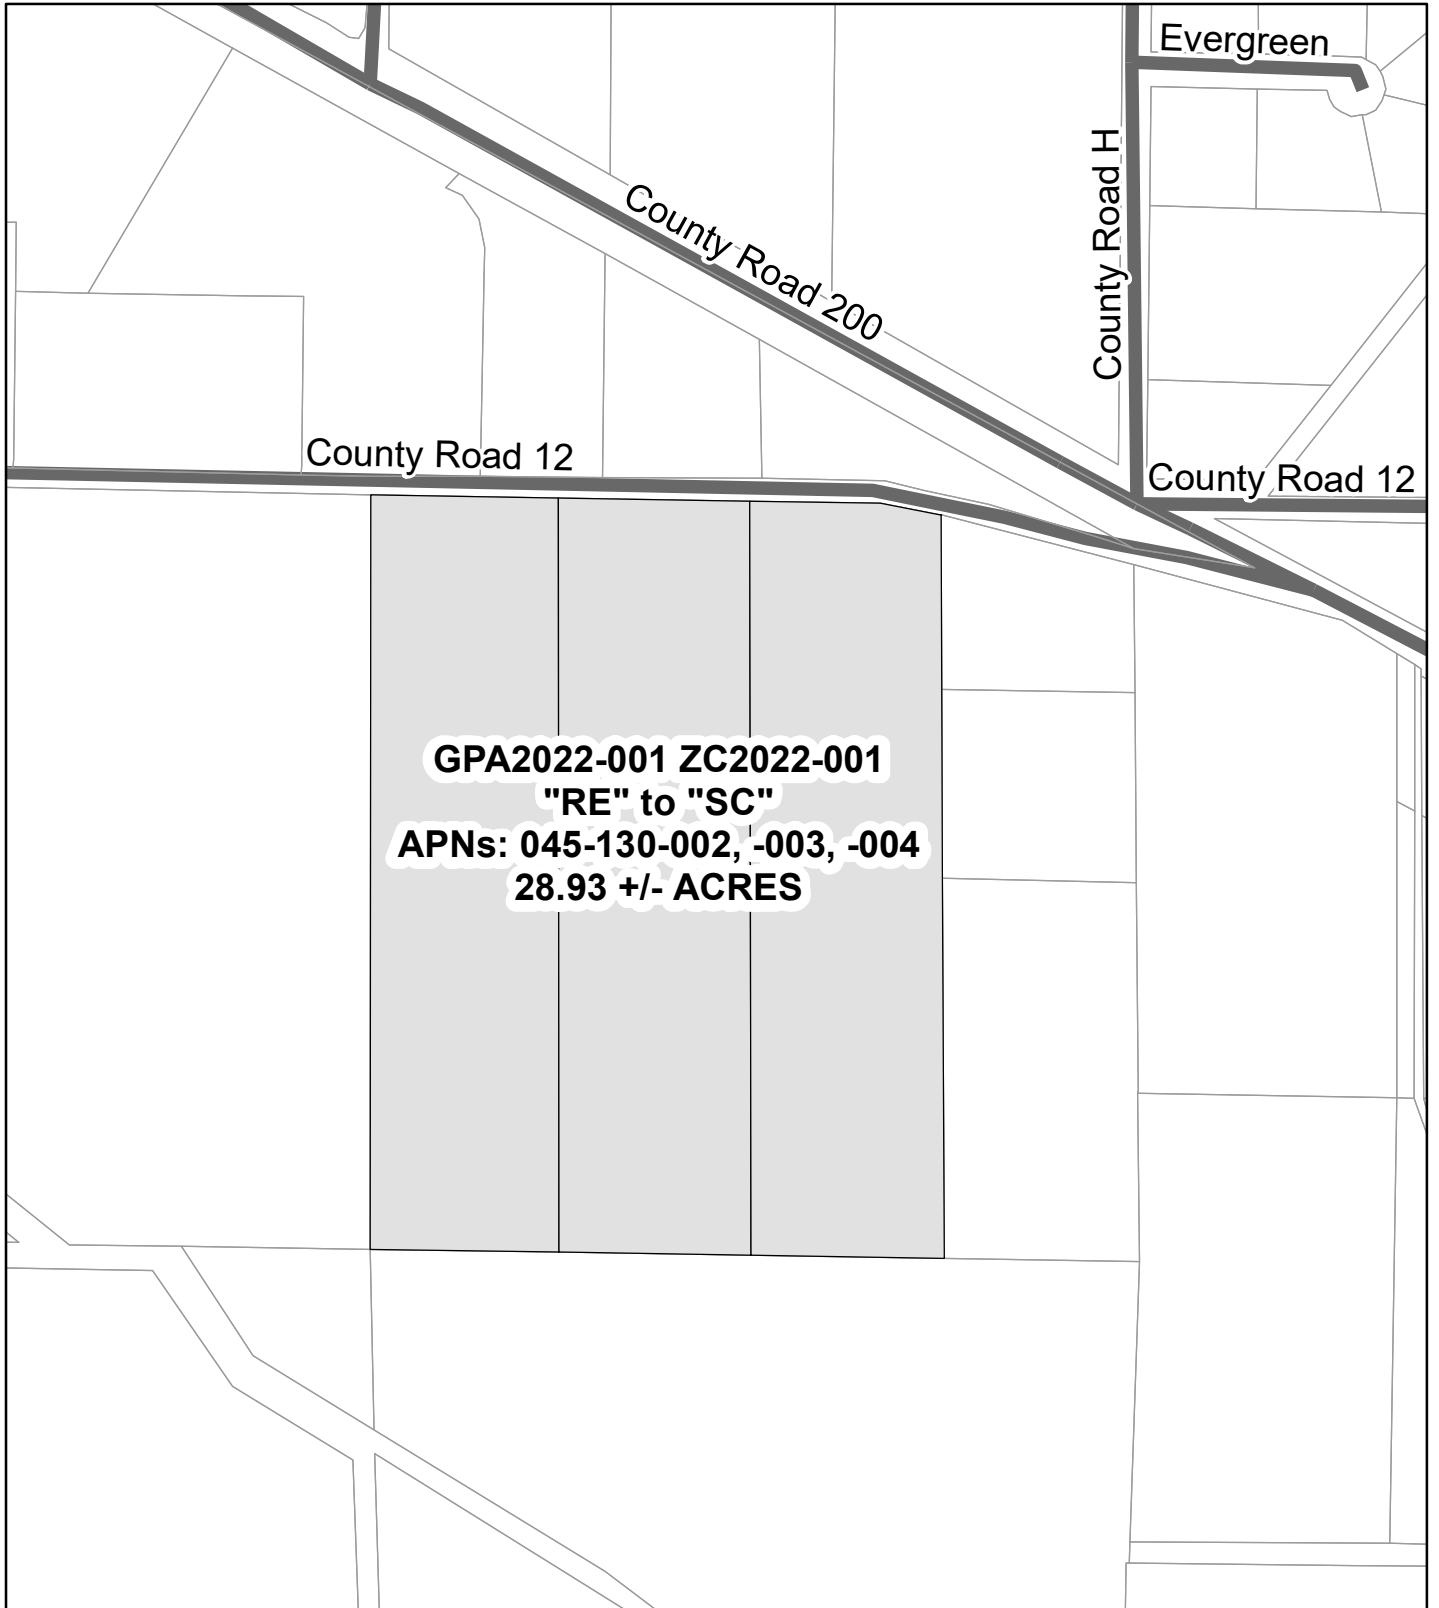 Evergreen
County Road H
County Road 200
County Road 12
County Road 12
GPA2022-001 ZC2022-001
"RE" to "SC"
APNs: 045-130-002, -003, -004
28.93 +/- ACRES